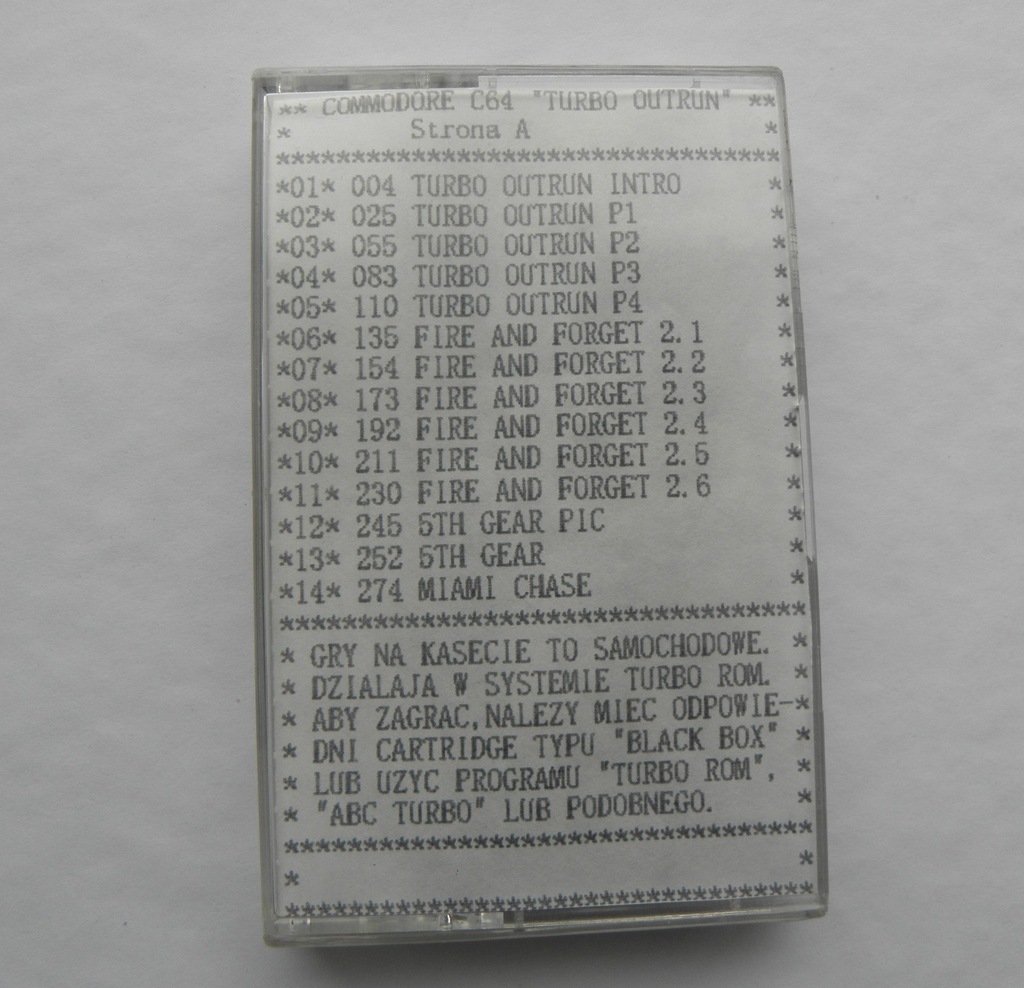 ** COMMODORE C64 "TURBO OUTRUN" **
* Strona A *
*********************************
*01* 004 TURBO OUTRUN INTRO *
*02* 025 TURBO OUTRUN P1 *
*03* 055 TURBO OUTRUN P2 *
*04* 083 TURBO OUTRUN P3 *
*05* 110 TURBO OUTRUN P4 *
*06* 135 FIRE AND FORGET 2.1 *
*07* 154 FIRE AND FORGET 2.2 *
*08* 173 FIRE AND FORGET 2.3 *
*09* 192 FIRE AND FORGET 2.4 *
*10* 211 FIRE AND FORGET 2.5 *
*11* 230 FIRE AND FORGET 2.6 *
*12* 245 5TH GEAR PIC *
*13* 252 5TH GEAR *
*14* 274 MIAMI CHASE *
*********************************
* GRY NA KASECIE TO SAMOCHODOWE. *
* DZIALAJA W SYSTEMIE TURBO ROM. *
* ABY ZAGRAC,NALEZY MIEC ODPOWIE-*
* DNI CARTRIDGE TYPU "BLACK BOX" *
* LUB UZYC PROGRAMU "TURBO ROM", *
* "ABC TURBO" LUB PODOBNEGO. *
*********************************
* *
*********************************